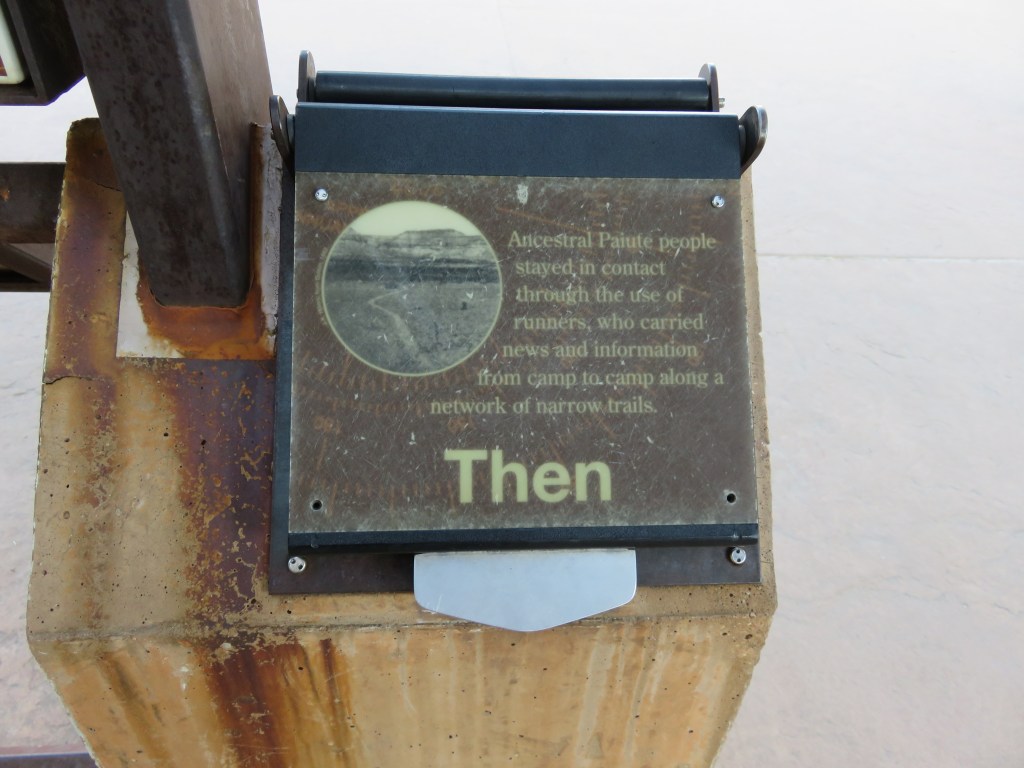 Ancestral Paiute people
stayed in contact
through the use of
runners, who carried
news and information
from camp to camp along a
network of narrow trails.
Then